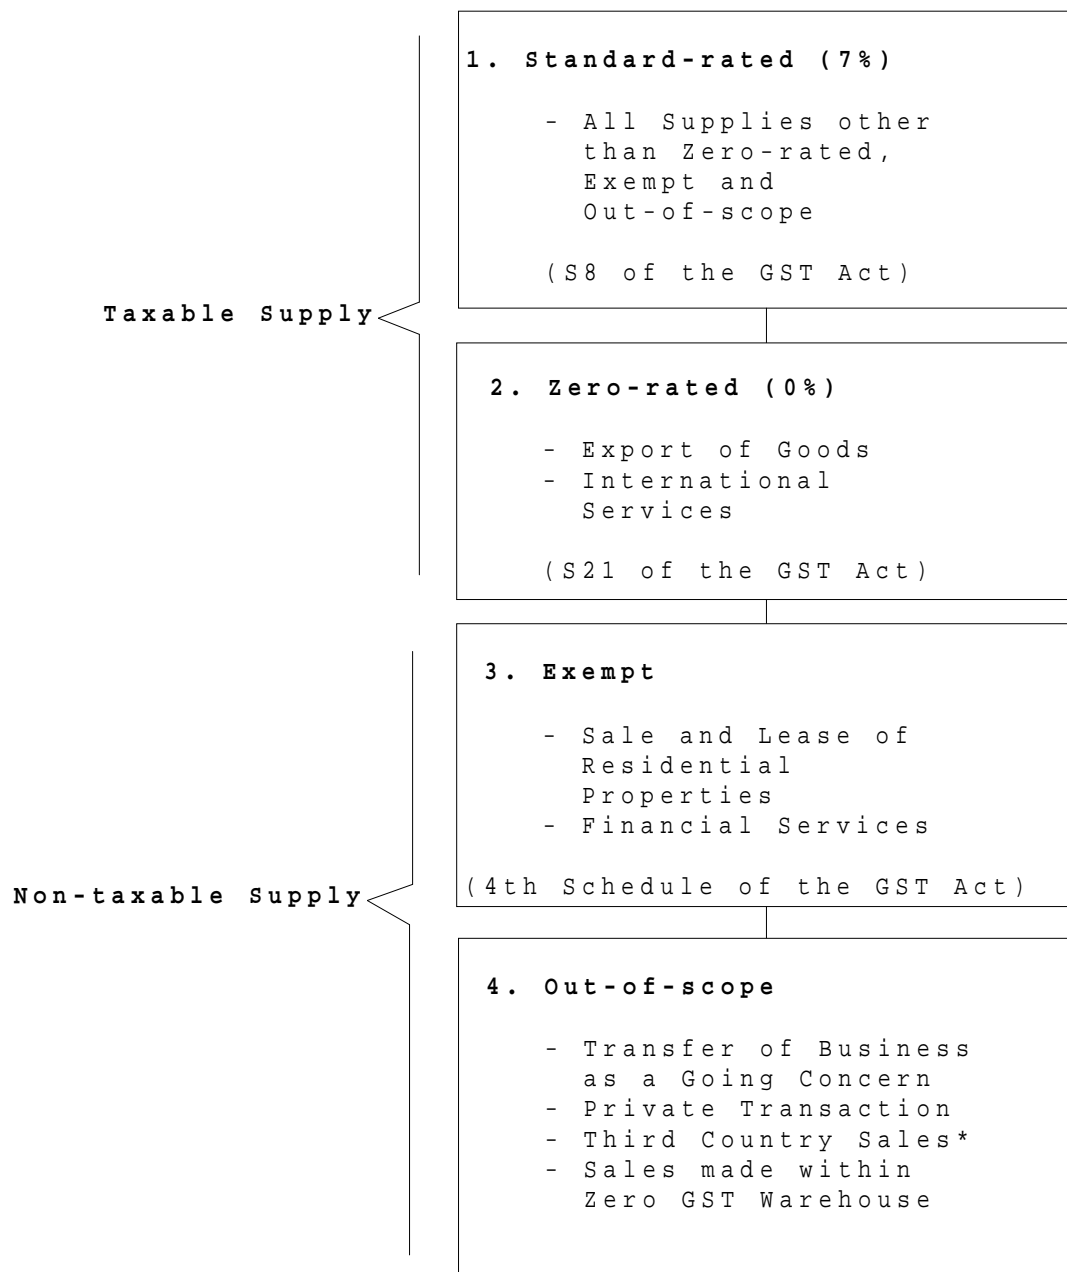 1. Standard-rated (7%)
- All Supplies other
than Zero-rated,
Exempt and
Out-of-scope
(S8 of the GST Act)
Taxable Supply
2. Zero-rated (0%)
- Export of Goods
- International
Services
(S21 of the GST Act)
3. Exempt
- Sale and Lease of
Residential
Properties
- Financial Services
(4th Schedule of the GST Act)
Non-taxable Supply
4. Out-of-scope
- Transfer of Business
as a Going Concern
- Private Transaction
- Third Country Sales*
- Sales made within
Zero GST Warehouse